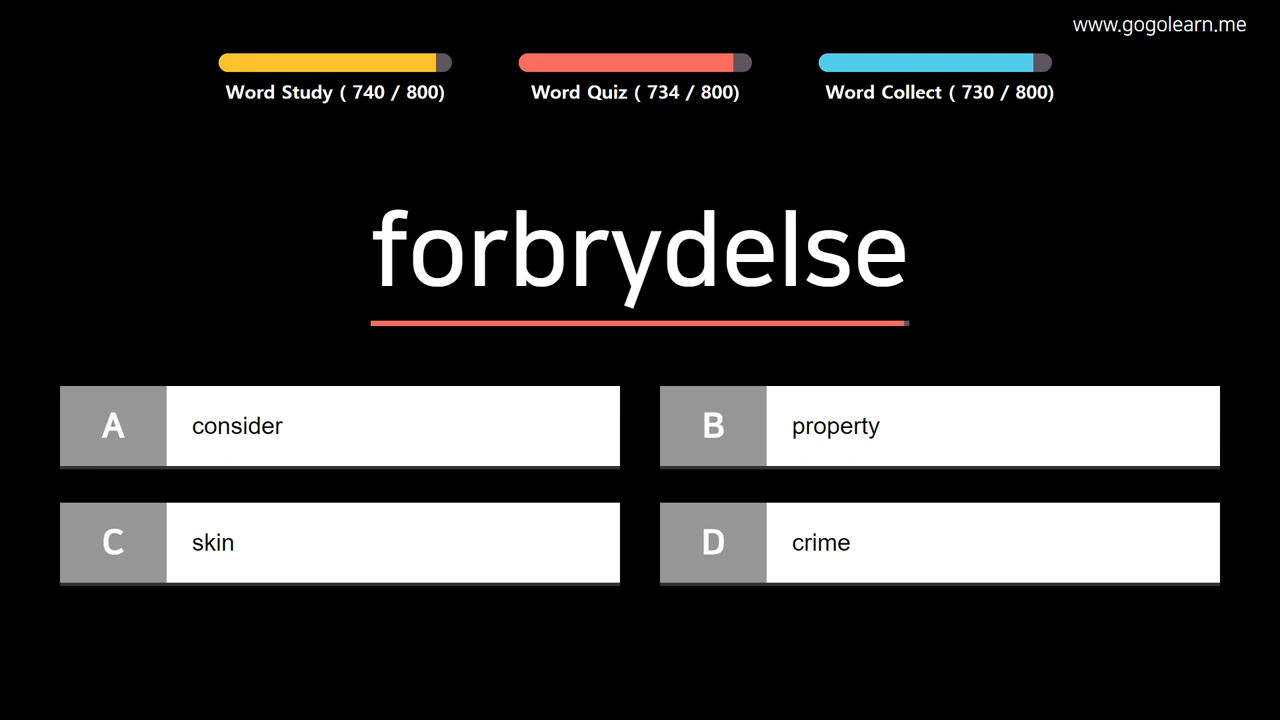 www.gogolearn.me
Word Study ( 740 / 800)
Word Quiz ( 734 / 800)
Word Collect ( 730 / 800)
forbrydelse
A consider
B property
C skin
D crime